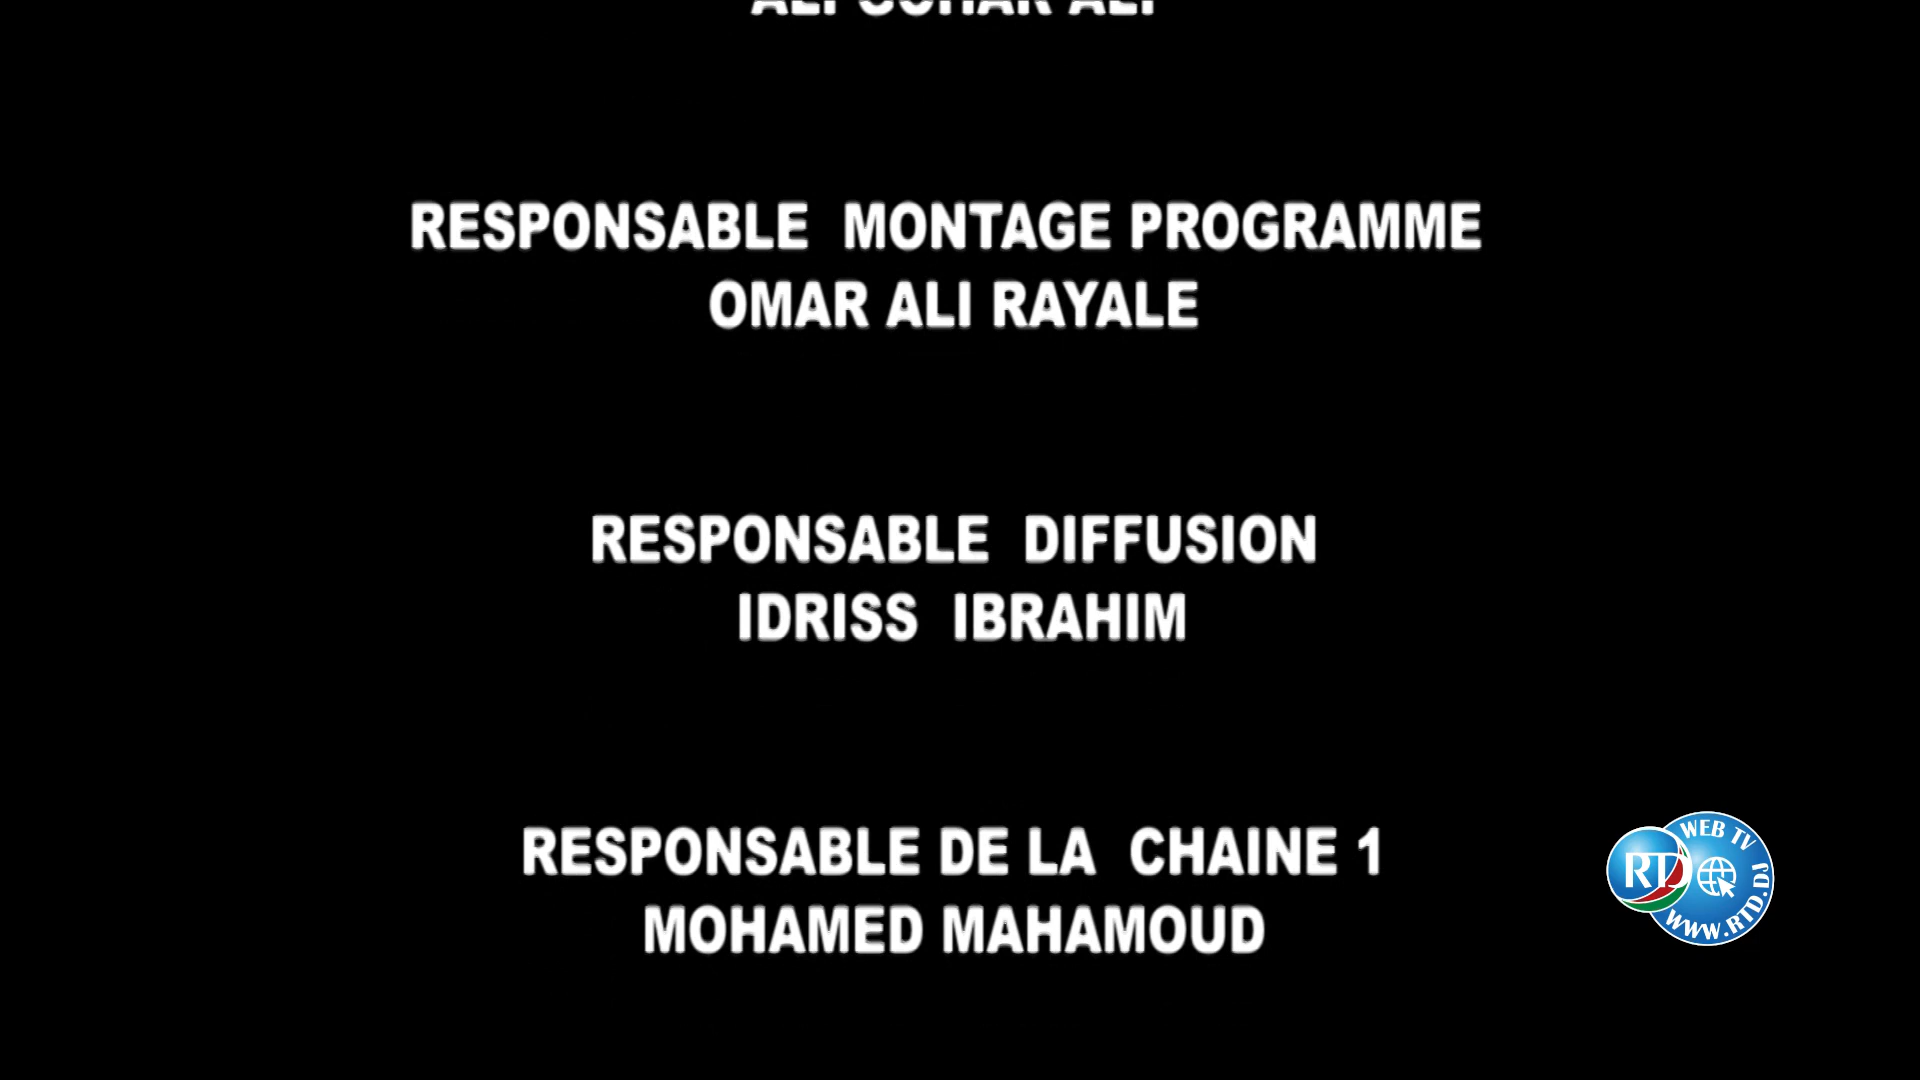 RESPONSABLE MONTAGE PROGRAMME
OMAR ALI RAYALE
RESPONSABLE DIFFUSION
IDRISS IBRAHIM
RESPONSABLE DE LA CHAINE 1
MOHAMED MAHAMOUD
WEB TV
RTD
WWW.RTD.DJ